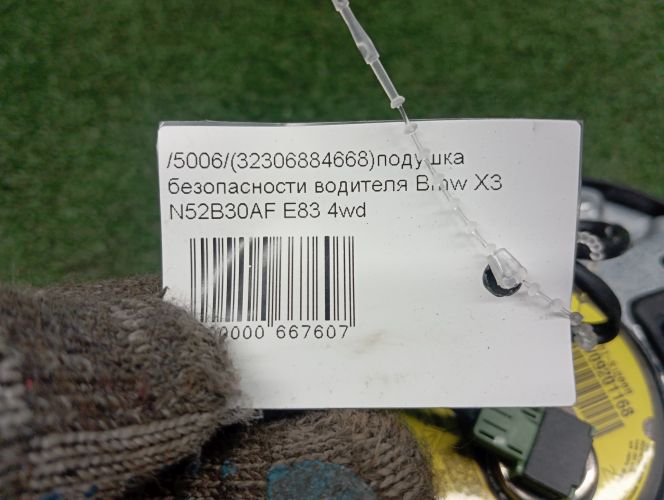 /5006/(32306884668)подушка
безопасности водителя Bmw X3
N52B30AF E83 4wd
0000 667607